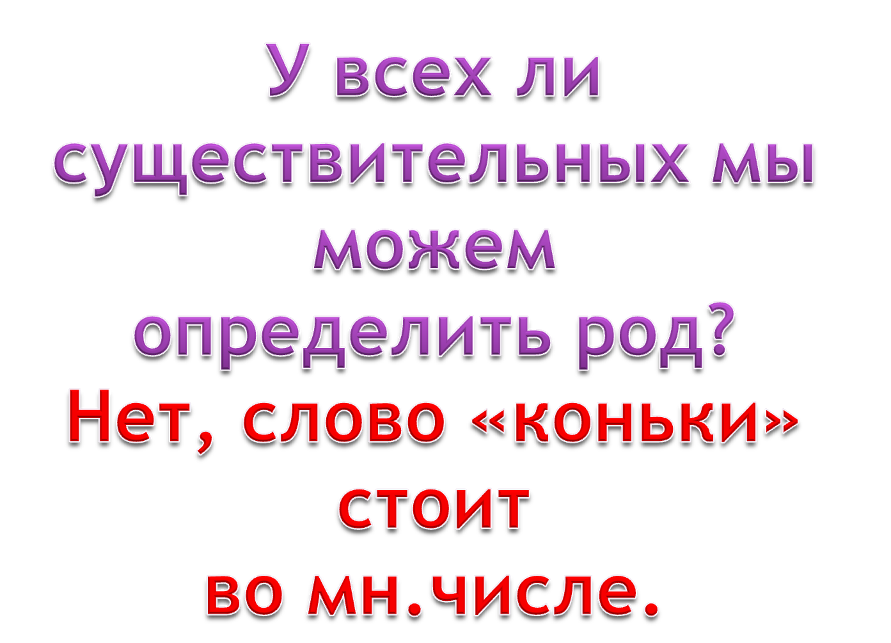 У всех ли
существительных мы
можем
определить род?
Нет, слово «коньки»
стоит
во мн.числе.